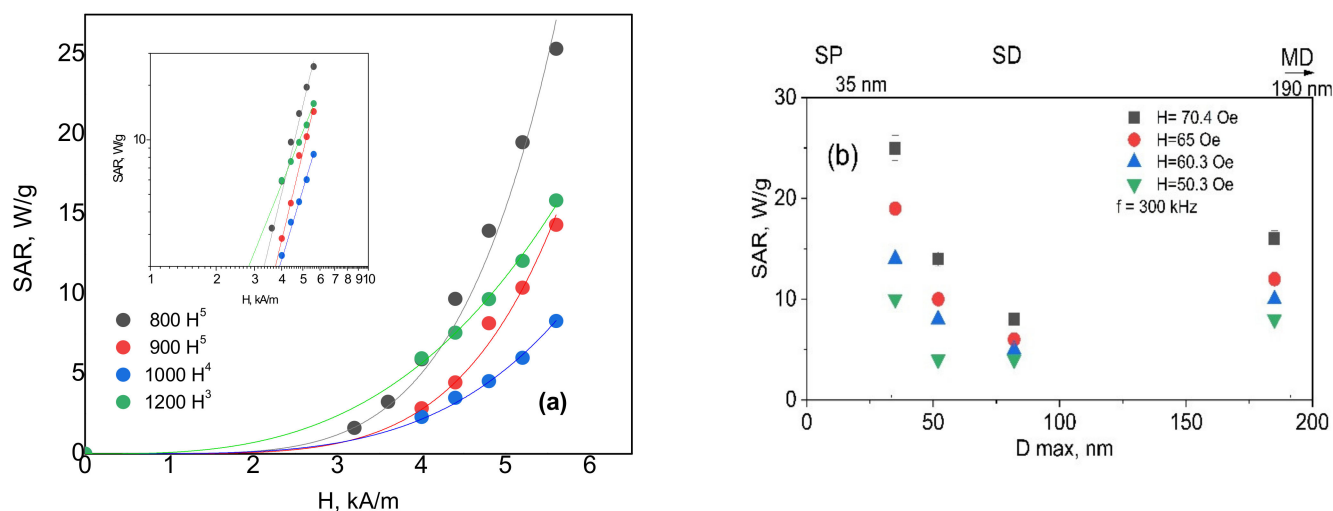 25
20
15
10
5
0
SAR, W/g
0
1
2
3
4
5
6
H, kA/m
10
SAR, W/g
1
2
3
4
5
6
7
8
9
10
H, kA/m
800 H⁵
900 H⁵
1000 H⁴
1200 H³
(a)
SP
SD
MD
35 nm
190 nm
30
20
10
0
SAR, W/g
(b)
H= 70.4 Oe
H=65 Oe
H=60.3 Oe
H=50.3 Oe
f = 300 kHz
0
50
100
150
200
D max, nm